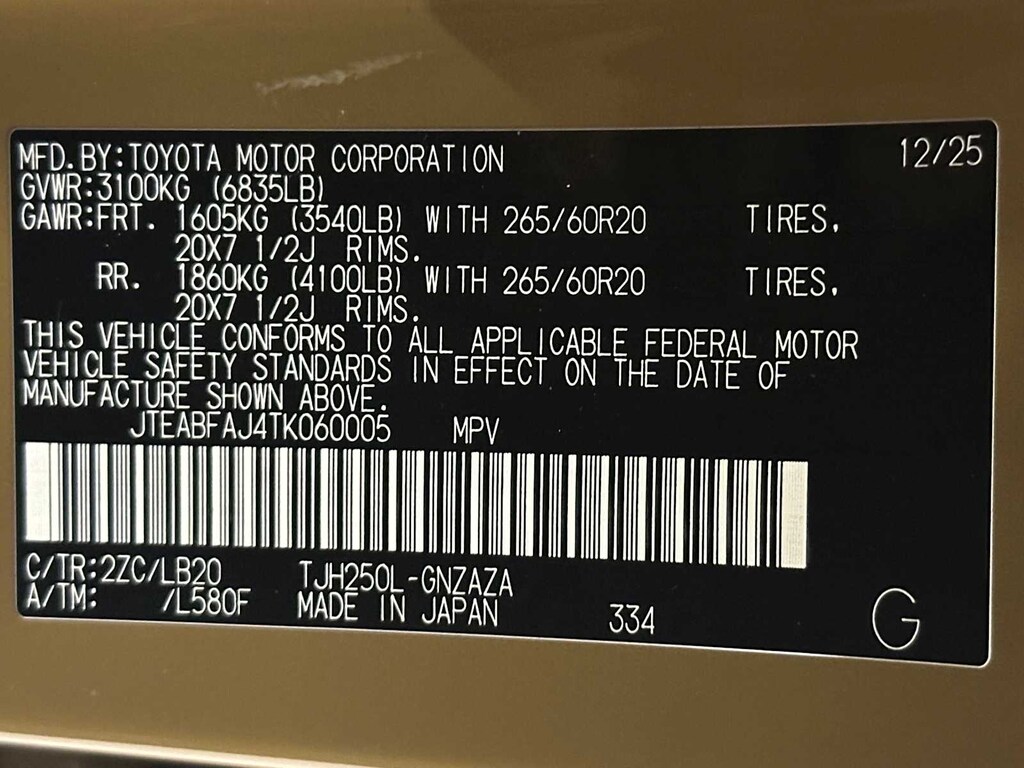 MFD.BY:TOYOTA MOTOR CORPORATION 12/25
GVWR:3100KG (6835LB)
GAWR:FRT. 1605KG (3540LB) WITH 265/60R20 TIRES.
20X7 1/2J RIMS.
RR. 1860KG (4100LB) WITH 265/60R20 TIRES.
20X7 1/2J RIMS.
THIS VEHICLE CONFORMS TO ALL APPLICABLE FEDERAL MOTOR
VEHICLE SAFETY STANDARDS IN EFFECT ON THE DATE OF
MANUFACTURE SHOWN ABOVE.
JTEABFAJ4TK060005 MPV
C/TR:2ZC/LB20 TJH250L-GNZAZA
A/TM: /L580F MADE IN JAPAN 334 G